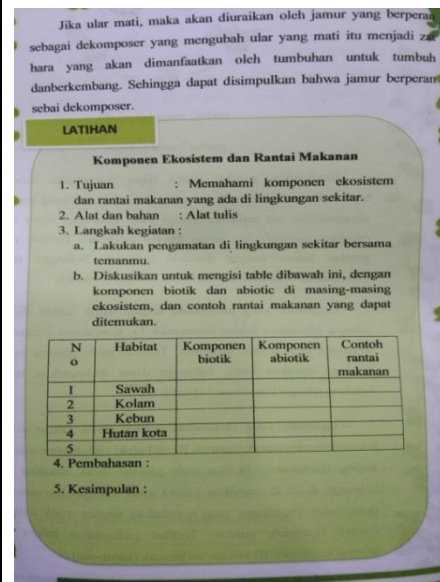 Jika ular mati, maka akan diuraikan oleh jamur yang berperan
sebagai dekomposer yang mengubah ular yang mati itu menjadi zat
hara yang akan dimanfaatkan oleh tumbuhan untuk tumbuh
danberkembang. Sehingga dapat disimpulkan bahwa jamur berperan
sebai dekomposer.
LATIHAN
Komponen Ekosistem dan Rantai Makanan
1. Tujuan : Memahami komponen ekosistem
dan rantai makanan yang ada di lingkungan sekitar.
2. Alat dan bahan : Alat tulis
3. Langkah kegiatan :
a. Lakukan pengamatan di lingkungan sekitar bersama
temanmu.
b. Diskusikan untuk mengisi table dibawah ini, dengan
komponen biotik dan abiotic di masing-masing
ekosistem, dan contoh rantai makanan yang dapat
ditemukan.
N Habitat Komponen Komponen Contoh
o biotik abiotik rantai
makanan
1 Sawah
2 Kolam
3 Kebun
4 Hutan kota
5
4. Pembahasan :
5. Kesimpulan :